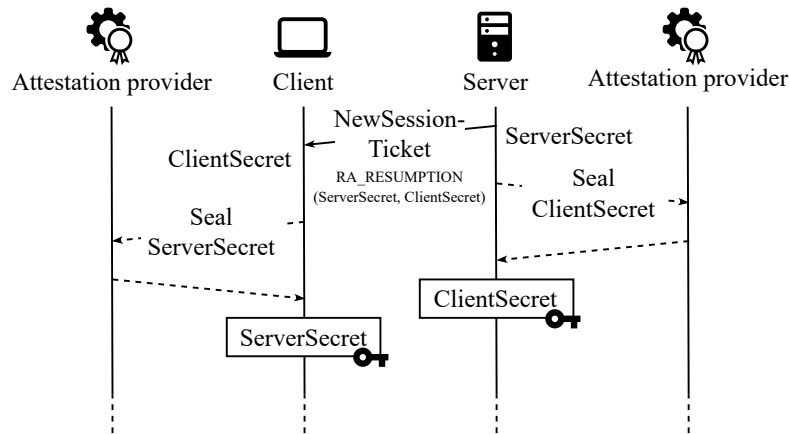 Attestation provider
Client
Server
Attestation provider
NewSession-
Ticket
ServerSecret
ClientSecret
RA_RESUMPTION
(ServerSecret, ClientSecret)
Seal
ClientSecret
Seal
ServerSecret
ClientSecret
ServerSecret